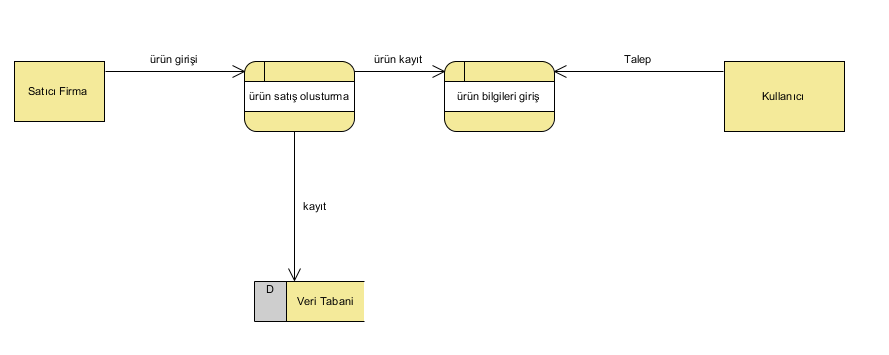 ürün girişi
ürün kayıt
Talep
Satıcı Firma
ürün satış olusturma
ürün bilgileri giriş
Kullanıcı
kayıt
D
Veri Tabani